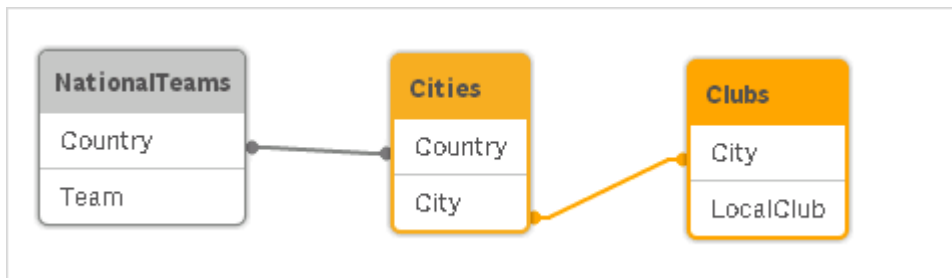 NationalTeams
Country
Team
Cities
Country
City
Clubs
City
LocalClub